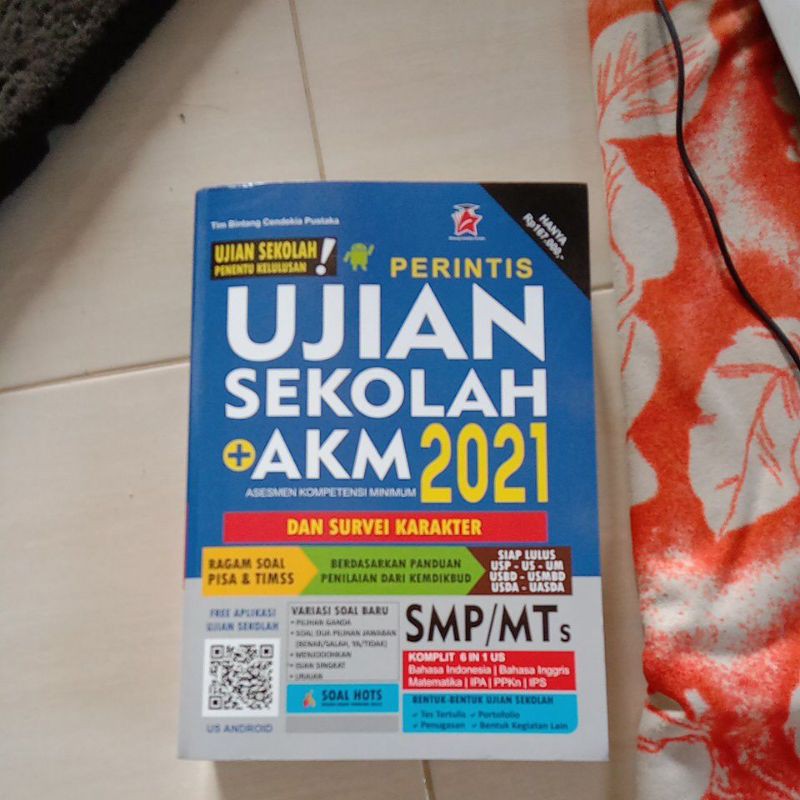 Tim Bintang Cendekia Pustaka
HANYA
Rp167.000,-
UJIAN SEKOLAH
PENENTU KELULUSAN !
PERINTIS
UJIAN
SEKOLAH
+AKM 2021
ASESMEN KOMPETENSI MINIMUM
DAN SURVEI KARAKTER
RAGAM SOAL
PISA & TIMSS
BERDASARKAN PANDUAN
PENILAIAN DARI KEMDIKBUD
SIAP LULUS
USP - US - UM
USBD - USMBD
USDA - UASDA
FREE APLIKASI
UJIAN SEKOLAH
US ANDROID
VARIASI SOAL BARU
• PILIHAN GANDA
• SOAL DUA PILIHAN JAWABAN
(BENAR/SALAH, YA/TIDAK)
• MENJODOHKAN
• ISIAN SINGKAT
• URAIAN
SOAL HOTS
SMP/MTs
KOMPLIT 6 IN 1 US
Bahasa Indonesia | Bahasa Inggris
Matematika | IPA | PPKn | IPS
BENTUK-BENTUK UJIAN SEKOLAH
✓ Tes Tertulis ✓ Portofolio
✓ Penugasan ✓ Bentuk Kegiatan Lain